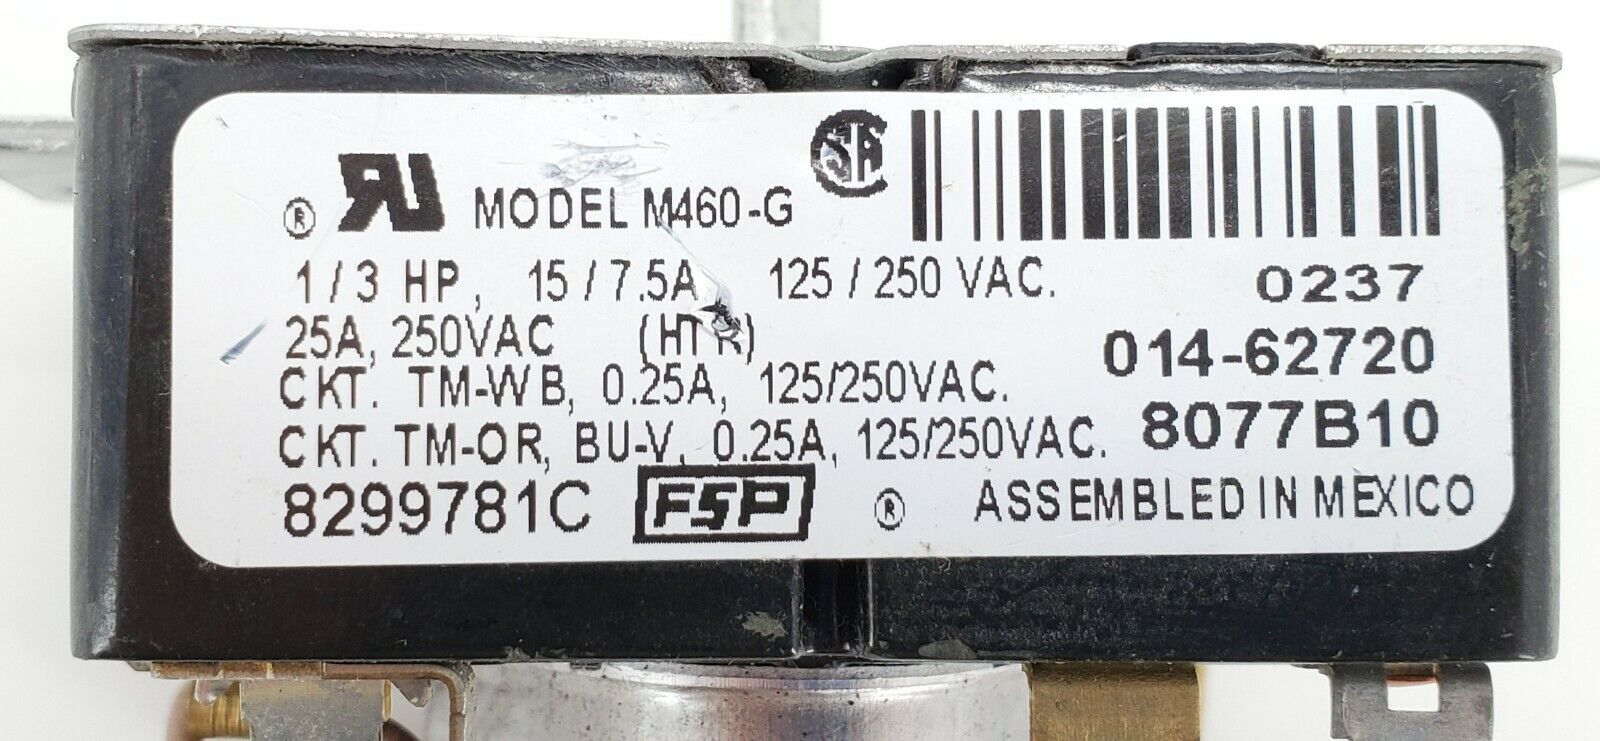 ® RU MODEL M460-G CSA
1/3 HP, 15/7.5A 125/250 VAC. 0237
25A, 250VAC (HTR) 014-62720
CKT. TM-WB, 0.25A, 125/250VAC.
CKT. TM-OR, BU-V, 0.25A, 125/250VAC. 8077B10
8299781C FSP ® ASSEMBLED IN MEXICO